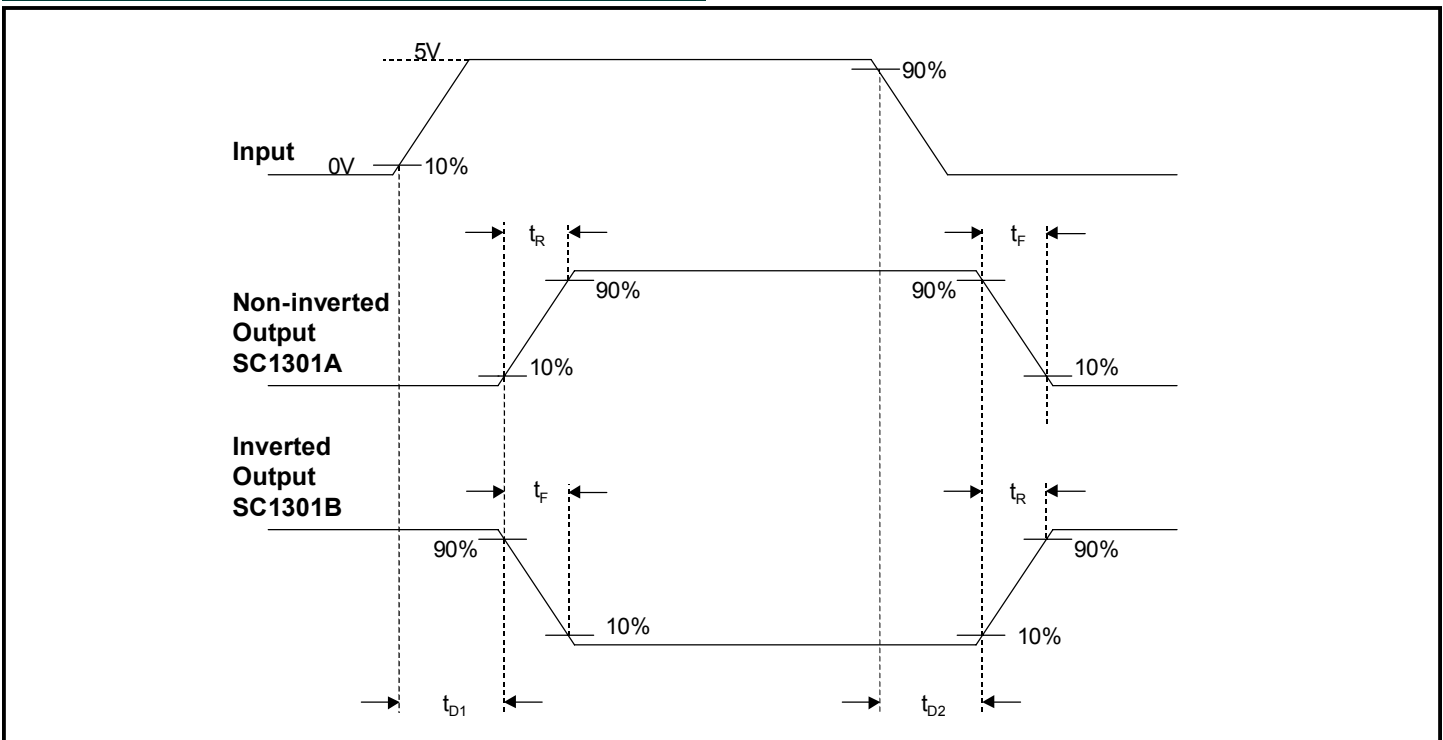 5V
90%
Input
0V
10%
tR
tF
90%
90%
Non-inverted
Output
SC1301A
10%
10%
Inverted
Output
SC1301B
tF
tR
90%
90%
10%
10%
tD1
tD2